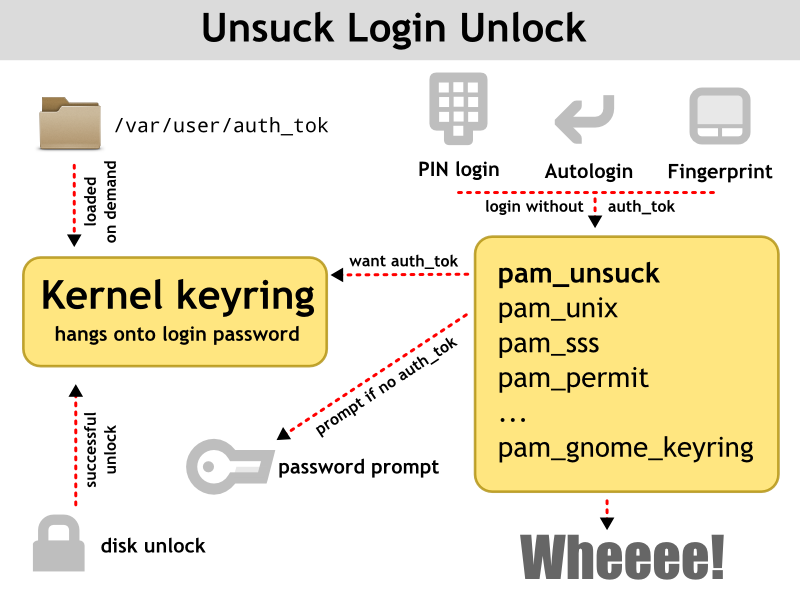 Unsuck Login Unlock
/var/user/auth_tok
PIN login
Autologin
Fingerprint
loaded
on demand
login without auth_tok
want auth_tok
Kernel keyring
hangs onto login password
pam_unsuck
pam_unix
pam_sss
pam_permit
...
pam_gnome_keyring
prompt if no auth_tok
successful
unlock
password prompt
disk unlock
Wheeee!